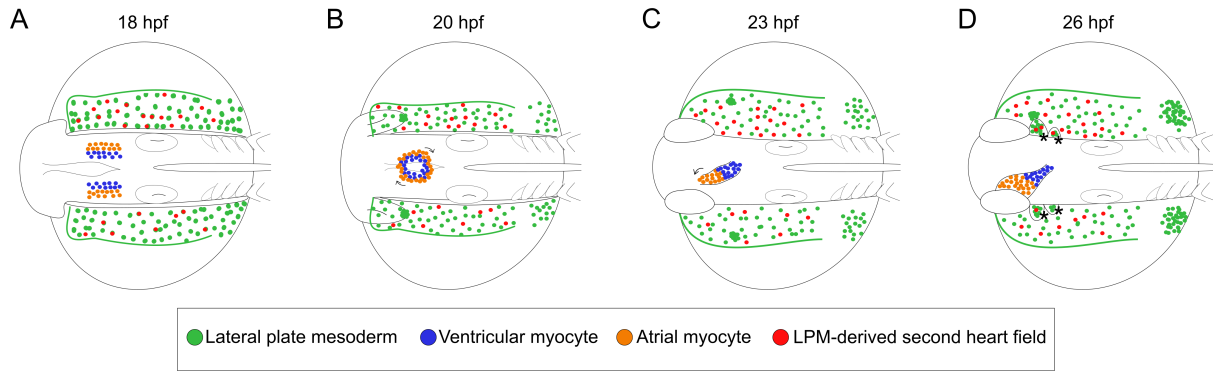 A 18 hpf B 20 hpf C 23 hpf D 26 hpf
* *
* *
Lateral plate mesoderm Ventricular myocyte Atrial myocyte LPM-derived second heart field